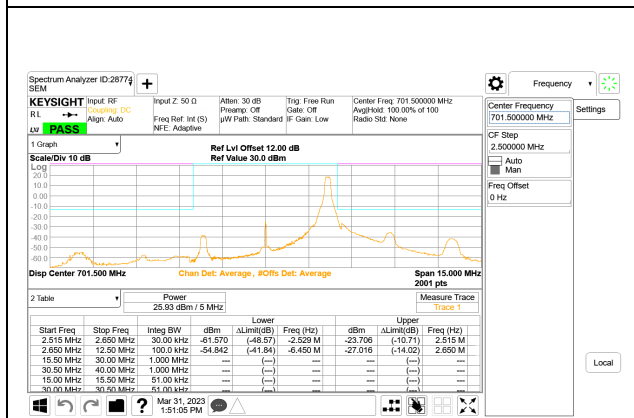 Spectrum Analyzer ID:28774
SEM
+
Frequency
KEYSIGHT
RL
PASS
Input: RF
Coupling: DC
Align: Auto
Input Z: 50 Ω
Freq Ref: Int (S)
NFE: Adaptive
Atten: 30 dB
Preamp: Off
µW Path: Standard
Trig: Free Run
Gate: Off
IF Gain: Low
Center Freq: 701.500000 MHz
Avg|Hold: 100.00% of 100
Radio Std: None
Center Frequency
701.500000 MHz
Settings
CF Step
2.500000 MHz
Auto
Man
Freq Offset
0 Hz
1 Graph
Scale/Div 10 dB
Ref Lvl Offset 12.00 dB
Ref Value 30.0 dBm
Log
20.0
10.0
0.00
-10.0
-20.0
-30.0
-40.0
-50.0
-60.0
Disp Center 701.500 MHz
Chan Det: Average , #Offs Det: Average
Span 15.000 MHz
2001 pts
2 Table
Power
25.93 dBm / 5 MHz
Measure Trace
Trace 1
Lower Upper
Start Freq Stop Freq Integ BW dBm ΔLimit(dB) Freq (Hz) dBm ΔLimit(dB) Freq (Hz)
2.515 MHz 2.650 MHz 30.00 kHz -61.570 (-48.57) -2.529 M -23.706 (-10.71) 2.515 M
2.650 MHz 12.50 MHz 100.0 kHz -54.842 (-41.84) -6.450 M -27.016 (-14.02) 2.650 M
15.50 MHz 30.00 MHz 1.000 MHz --- (---) --- --- (---) ---
30.50 MHz 40.00 MHz 1.000 MHz --- (---) --- --- (---) ---
15.00 MHz 15.50 MHz 51.00 kHz --- (---) --- --- (---) ---
30.00 MHz 30.50 MHz 51.00 kHz --- (---) --- --- (---) ---
Local
?
Mar 31, 2023
1:51:05 PM